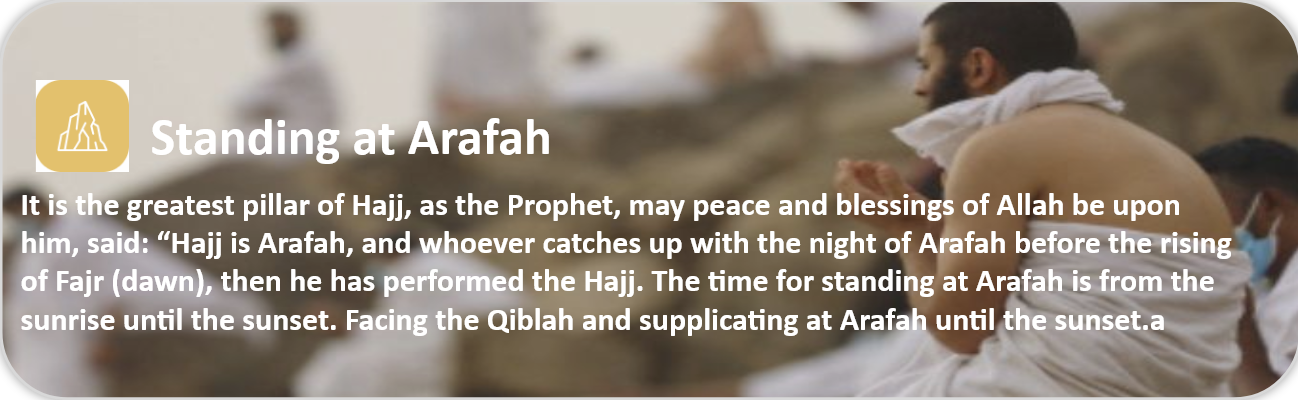 Standing at Arafah
It is the greatest pillar of Hajj, as the Prophet, may peace and blessings of Allah be upon
him, said: “Hajj is Arafah, and whoever catches up with the night of Arafah before the rising
of Fajr (dawn), then he has performed the Hajj. The time for standing at Arafah is from the
sunrise until the sunset. Facing the Qiblah and supplicating at Arafah until the sunset.a